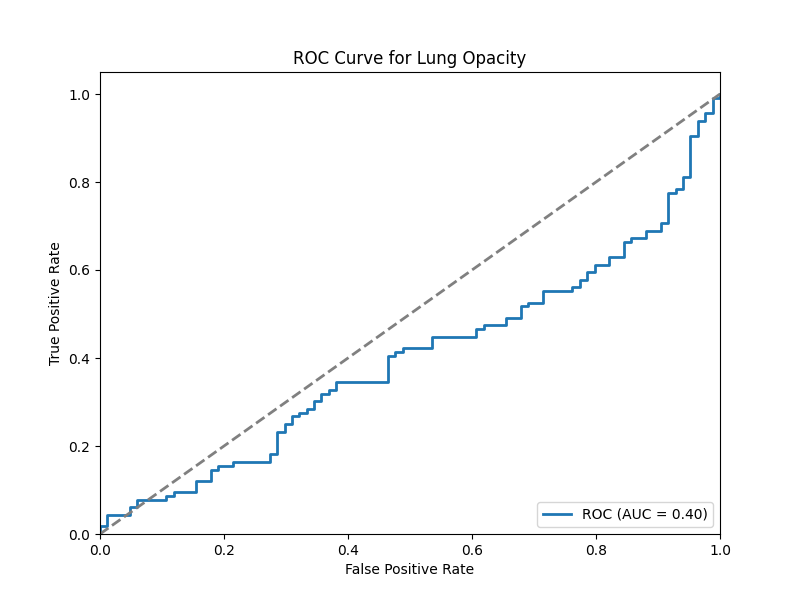 ROC Curve for Lung Opacity
True Positive Rate
1.0
0.8
0.6
0.4
0.2
0.0
ROC (AUC = 0.40)
0.0 0.2 0.4 0.6 0.8 1.0
False Positive Rate